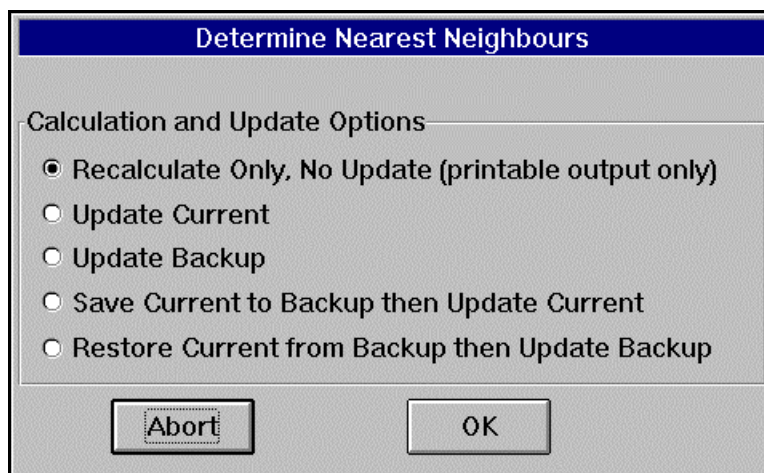 Determine Nearest Neighbours
Calculation and Update Options
Recalculate Only, No Update (printable output only)
Update Current
Update Backup
Save Current to Backup then Update Current
Restore Current from Backup then Update Backup
Abort OK